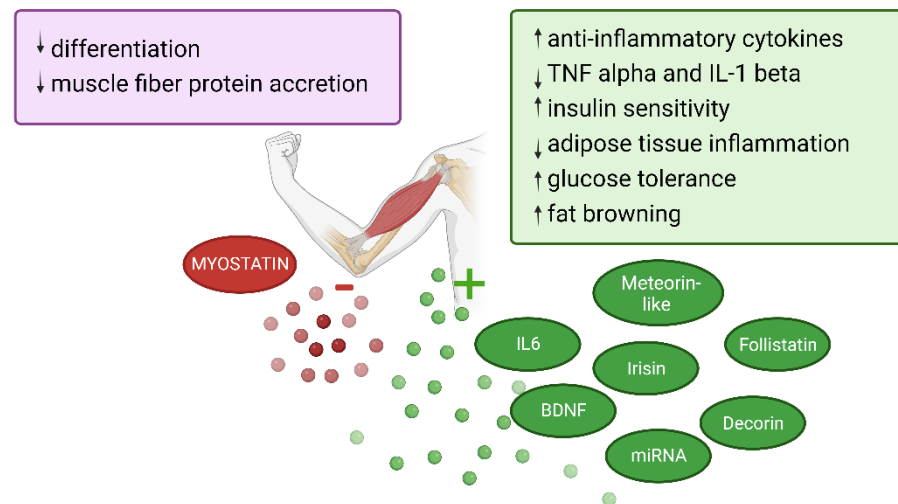 ↓ differentiation
↓ muscle fiber protein accretion
↑ anti-inflammatory cytokines
↓ TNF alpha and IL-1 beta
↑ insulin sensitivity
↓ adipose tissue inflammation
↑ glucose tolerance
↑ fat browning
MYOSTATIN
-
+
Meteorin-
like
IL6
Follistatin
Irisin
BDNF
Decorin
miRNA